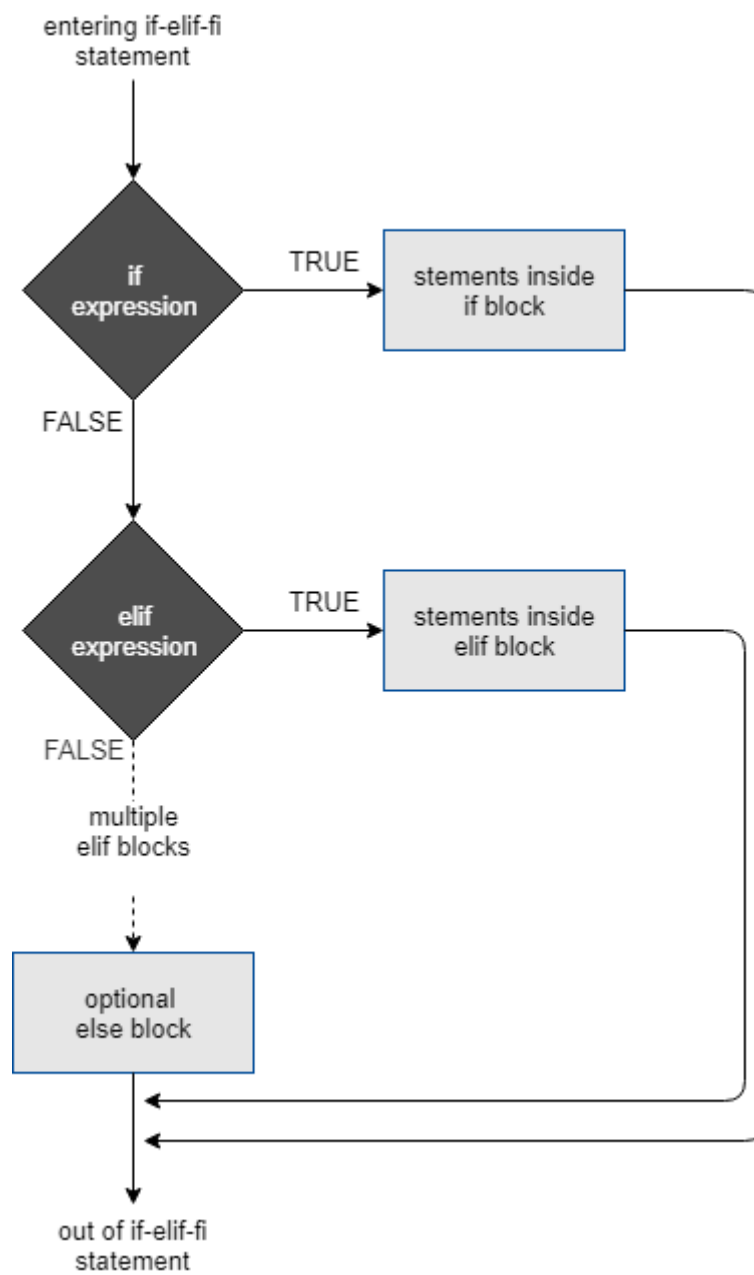 entering if-elif-fi
statement
if
expression
TRUE
stements inside
if block
FALSE
elif
expression
TRUE
stements inside
elif block
FALSE
multiple
elif blocks
optional
else block
out of if-elif-fi
statement